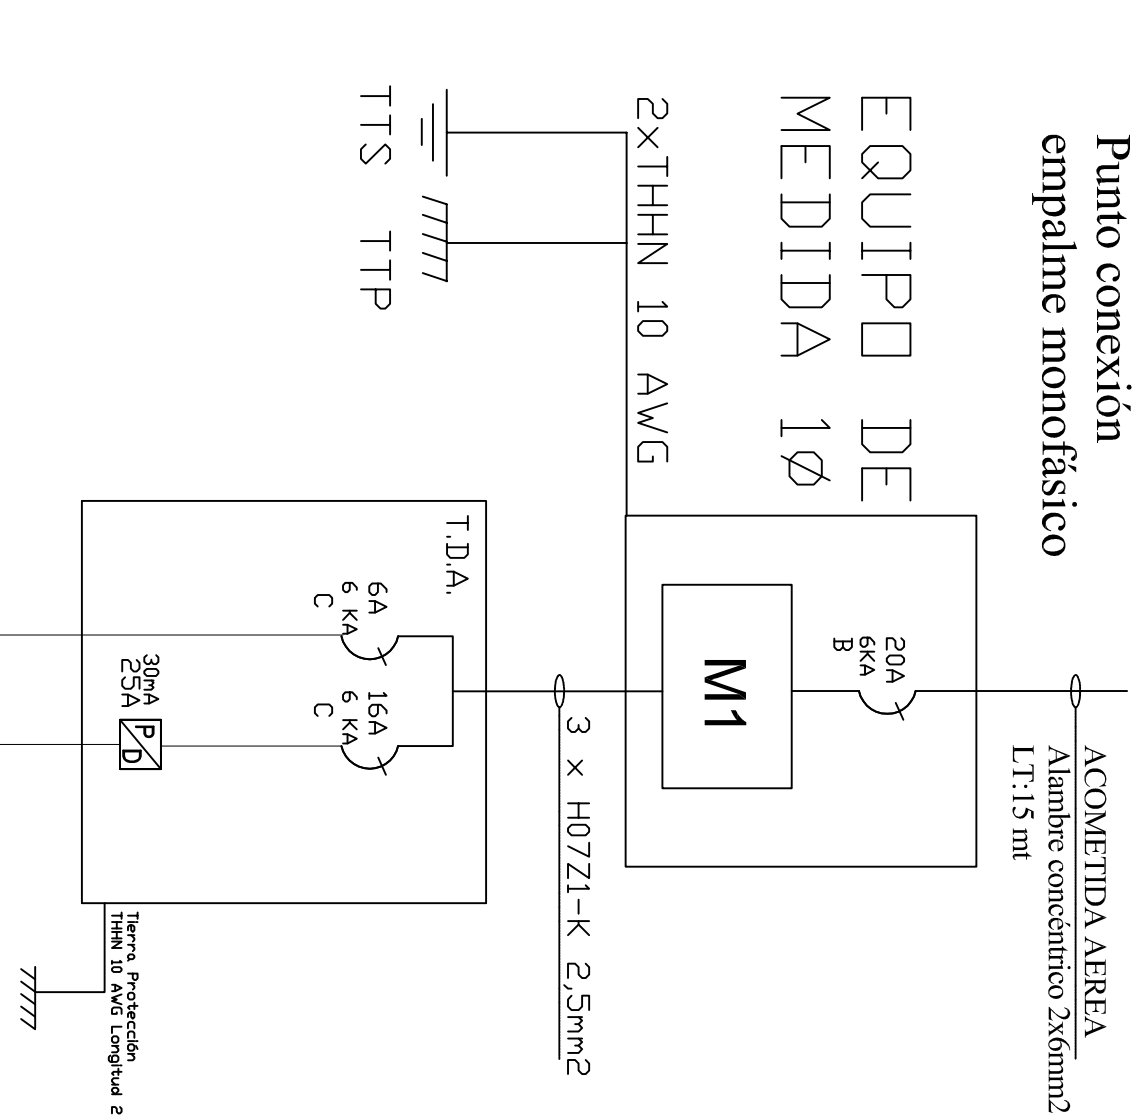 Punto conexión
empalme monofásico
ACOMETIDA AEREA
Alambre concéntrico 2x6mm2
LT:15 mt
EQUIPO DE
MEDIDA 1Ø
20A
6KA
B
M1
2xTHHN 10 AWG
TTS TTP
3 x H07Z1-K 2,5mm2
T.D.A.
6A
6 KA
C
16A
6 KA
C
30mA
25A
P
D
Tierra Protección
THHN 10 AWG Longitud 2